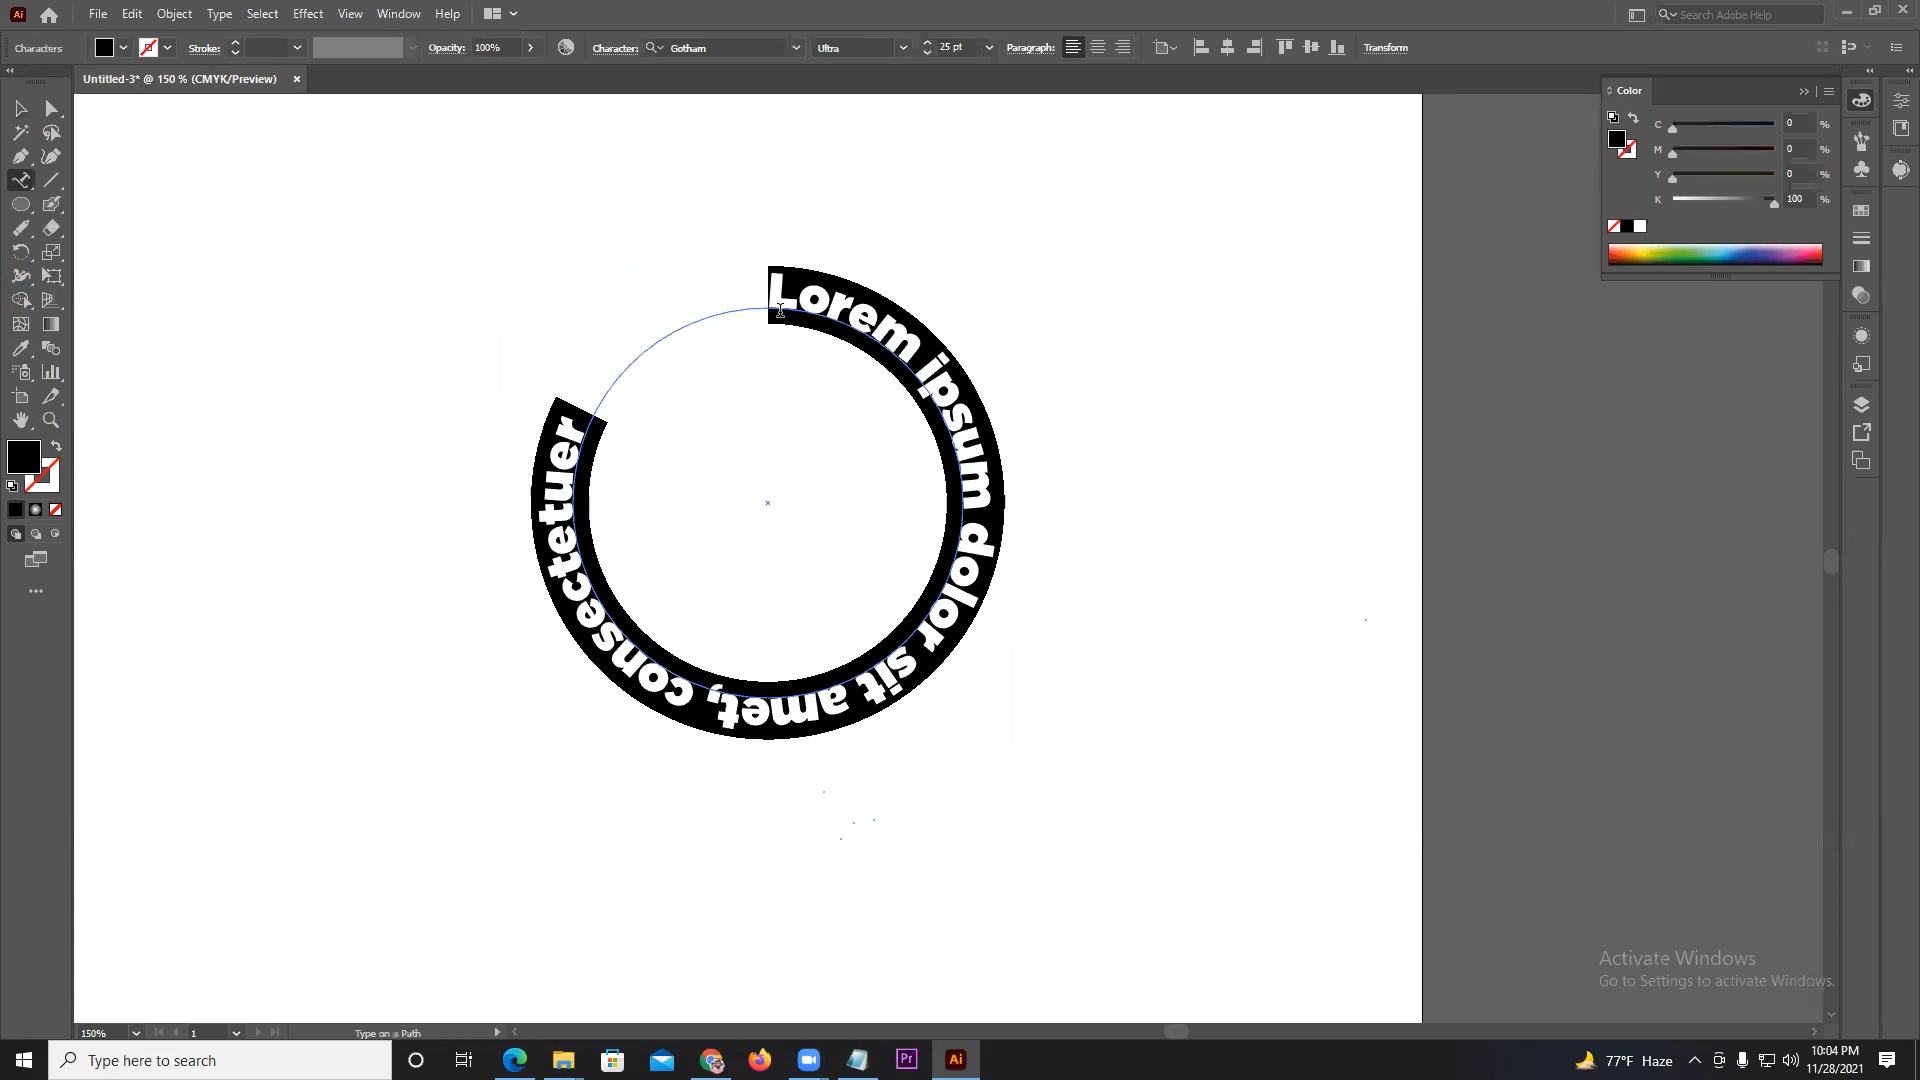 Ai File Edit Object Type Select Effect View Window Help Search Adobe Help
Characters Stroke: Opacity: 100% Character: Gotham Ultra 25 pt Paragraph: Transform
Untitled-3* @ 150 % (CMYK/Preview)
Color
C 0 %
M 0 %
Y 0 %
K 100 %
Lorem ipsum dolor sit amet, consectetuer
Activate Windows
Go to Settings to activate Windows.
150% 1 Type on a Path
Type here to search Pr Ai 77°F Haze 10:04 PM
11/28/2021